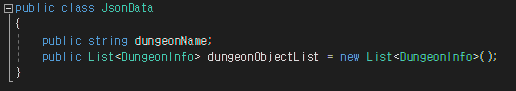 public class JsonData
{
public string dungeonName;
public List<DungeonInfo> dungeonObjectList = new List<DungeonInfo>();
}